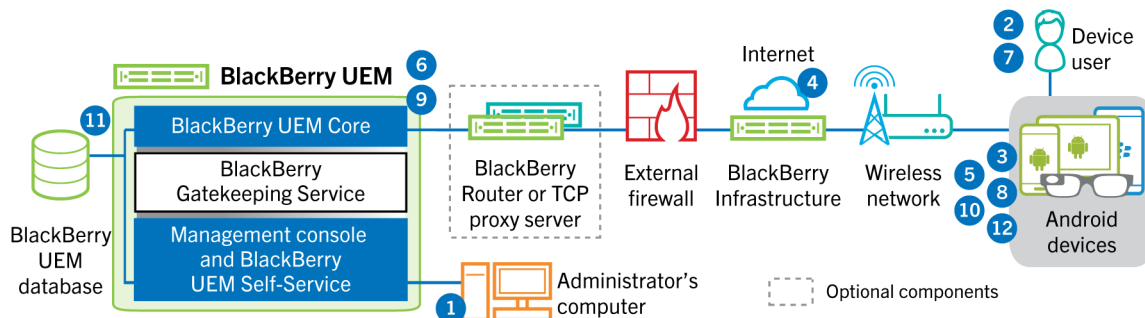 2
7
Device
user
Internet
4
BlackBerry UEM
6
9
11
BlackBerry UEM Core
BlackBerry
Gatekeeping Service
Management console
and BlackBerry
UEM Self-Service
BlackBerry
UEM
database
BlackBerry
Router or TCP
proxy server
External
firewall
BlackBerry
Infrastructure
Wireless
network
3
5
8
10
12
Android
devices
1
Administrator's
computer
Optional components